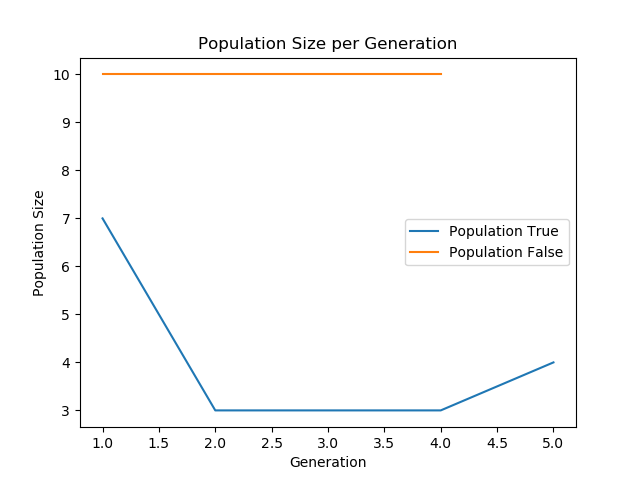 Population Size per Generation
Population Size
10
9
8
7
6
5
4
3
Population True
Population False
1.0 1.5 2.0 2.5 3.0 3.5 4.0 4.5 5.0
Generation